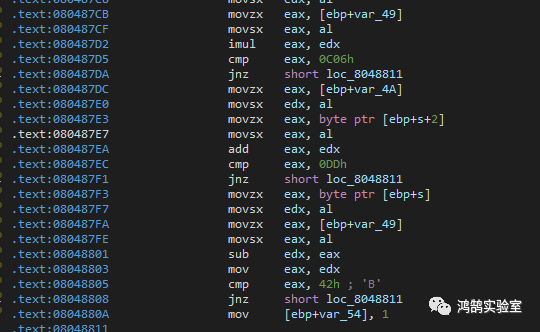 .text:080487C8 movsx eax, al
.text:080487CB movzx eax, [ebp+var_49]
.text:080487CF movsx eax, al
.text:080487D2 imul eax, edx
.text:080487D5 cmp eax, 0C06h
.text:080487DA jnz short loc_8048811
.text:080487DC movzx eax, [ebp+var_4A]
.text:080487E0 movsx edx, al
.text:080487E3 movzx eax, byte ptr [ebp+s+2]
.text:080487E7 movsx eax, al
.text:080487EA add eax, edx
.text:080487EC cmp eax, 0DDh
.text:080487F1 jnz short loc_8048811
.text:080487F3 movzx eax, byte ptr [ebp+s]
.text:080487F7 movsx edx, al
.text:080487FA movzx eax, [ebp+var_49]
.text:080487FE movsx eax, al
.text:08048801 sub edx, eax
.text:08048803 mov eax, edx
.text:08048805 cmp eax, 42h ; 'B'
.text:08048808 jnz short loc_8048811
.text:0804880A mov [ebp+var_54], 1
.text:08048811
鸿鹄实验室